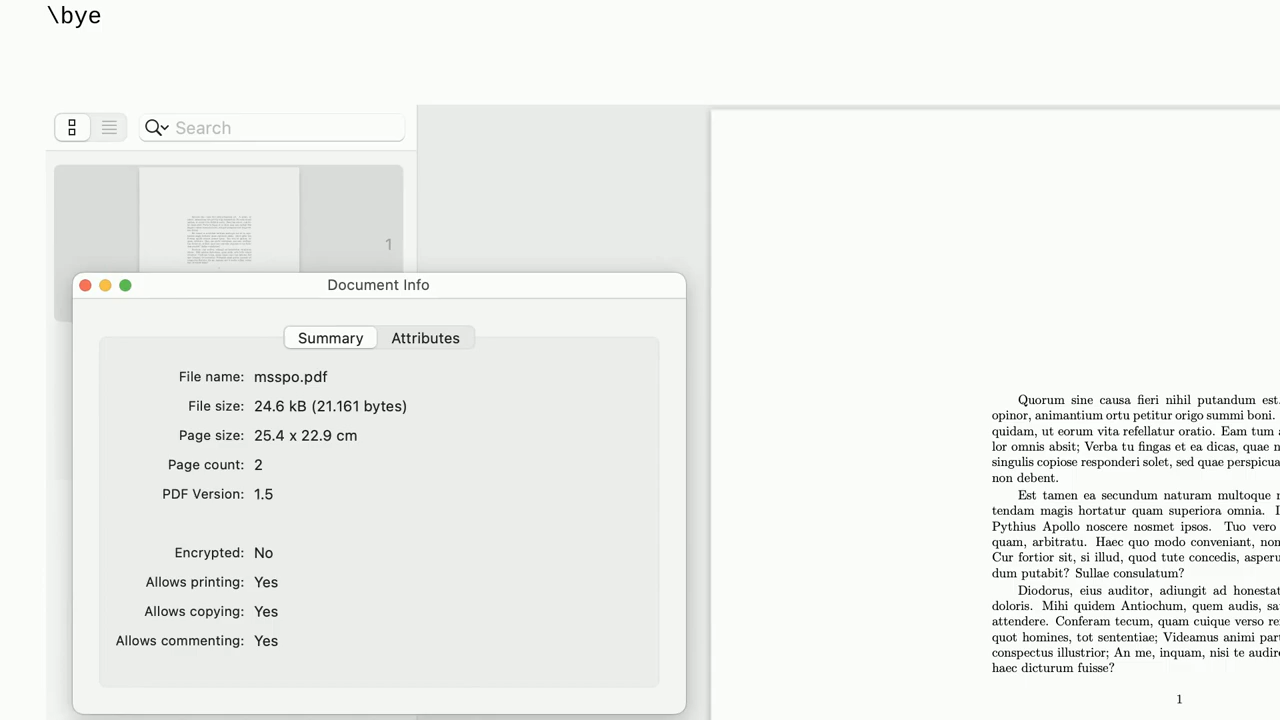 \bye
Search
1
Document Info
Summary
Attributes
File name: msspo.pdf
File size: 24.6 kB (21.161 bytes)
Page size: 25.4 x 22.9 cm
Page count: 2
PDF Version: 1.5
Encrypted: No
Allows printing: Yes
Allows copying: Yes
Allows commenting: Yes
Quorum sine causa fieri nihil putandum est.
opinor, animantium ortu petitur origo summi boni.
quidam, ut eorum vita refellatur oratio. Eam tum
lor omnis absit; Verba tu fingas et ea dicas, quae
singulis copiose responderi solet, sed quae
non debent.
Est tamen ea secundum naturam multoque
tendam magis hortatur quam superiora omnia.
Pythius Apollo noscere nosmet ipsos. Tuo vero
quam, arbitratu. Haec quo modo conveniant, non
Cur fortior sit, si illud, quod tute concedis,
dum putabit? Sullae consulatum?
Diodorus, eius auditor, adiungit ad
doloris. Mihi quidem Antiochum, quem audis,
attendere. Conferam tecum, quam cuique verso
quot homines, tot sententiae; Videamus animi
conspectus illustrior; An me, inquam, nisi te
haec dicturum fuisse?
1